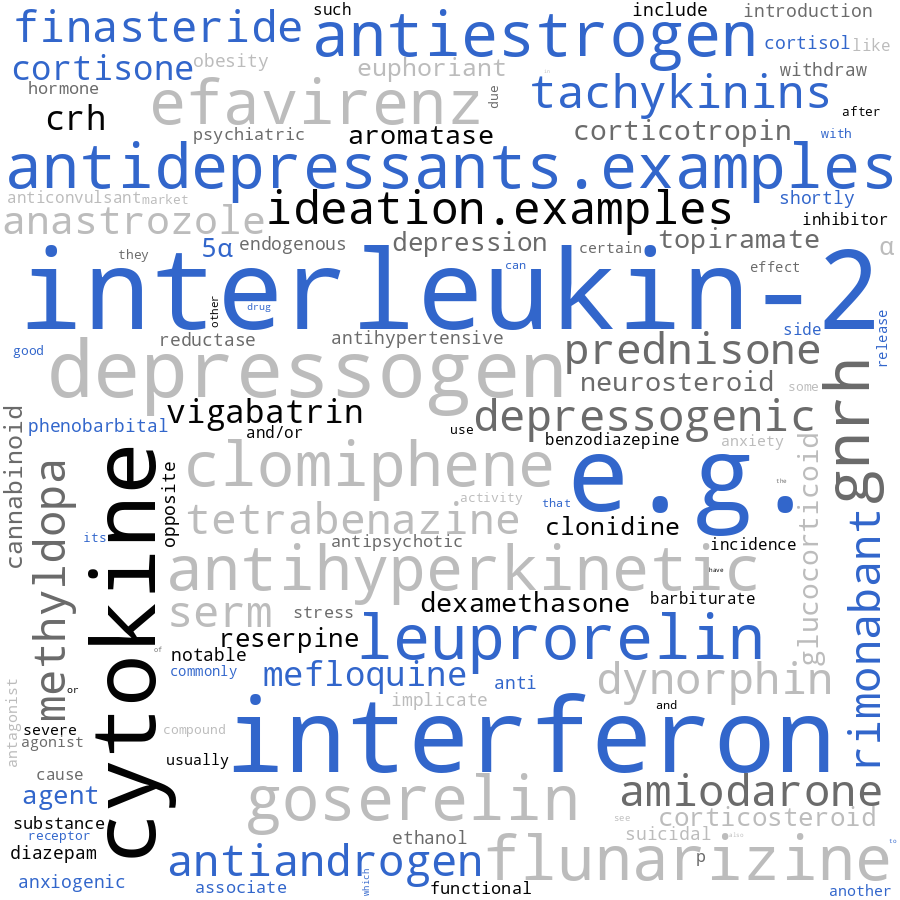 such
include
introduction
finasteride
antiestrogen
cortisol
like
cortisone
obesity
euphoriant
withdraw
hormone
efavirenz
due
tachykinins
after
crh
psychiatric
aromatase
corticotropin
with
antidepressants.examples
anticonvulsant
market
shortly
anastrozole
ideation.examples
inhibitor
5α
endogenous
depression
certain
topiramate
α
they
interleukin-2
can
effect
other
drug
side
release
good
reductase
antihypertensive
depressogen
prednisone
neurosteroid
some
gnrh
vigabatrin
depressogenic
phenobarbital
and/or
use
benzodiazepine
anxiety
cannabinoid
methyldopa
cytokine
opposite
clomiphene
e.g.
the
glucocorticoid
activity
that
tetrabenazine
clonidine
rimonabant
its
antipsychotic
incidence
antihyperkinetic
have
serm
stress
dexamethasone
barbiturate
reserpine
leuprorelin
of
notable
commonly
mefloquine
anti
dynorphin
or
implicate
and
antagonist
severe
agonist
compound
interferon
usually
cause
agent
goserelin
amiodarone
substance
see
corticosteroid
receptor
ethanol
suicidal
also
to
diazepam
antiandrogen
flunarizine
p
anxiogenic
associate
which
functional
another